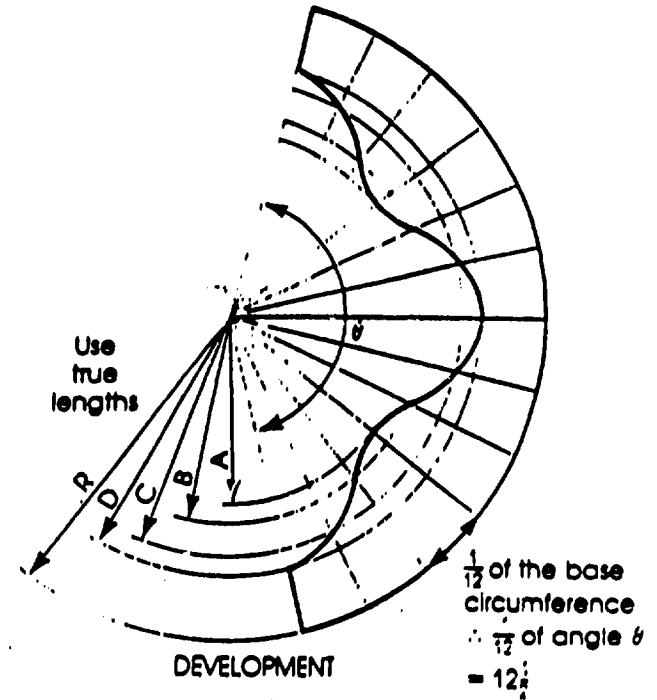 Use
true
lengths
θ
R
D
C
B
A
1/12 of the base
circumference
∴ 1/12 of angle θ
DEVELOPMENT